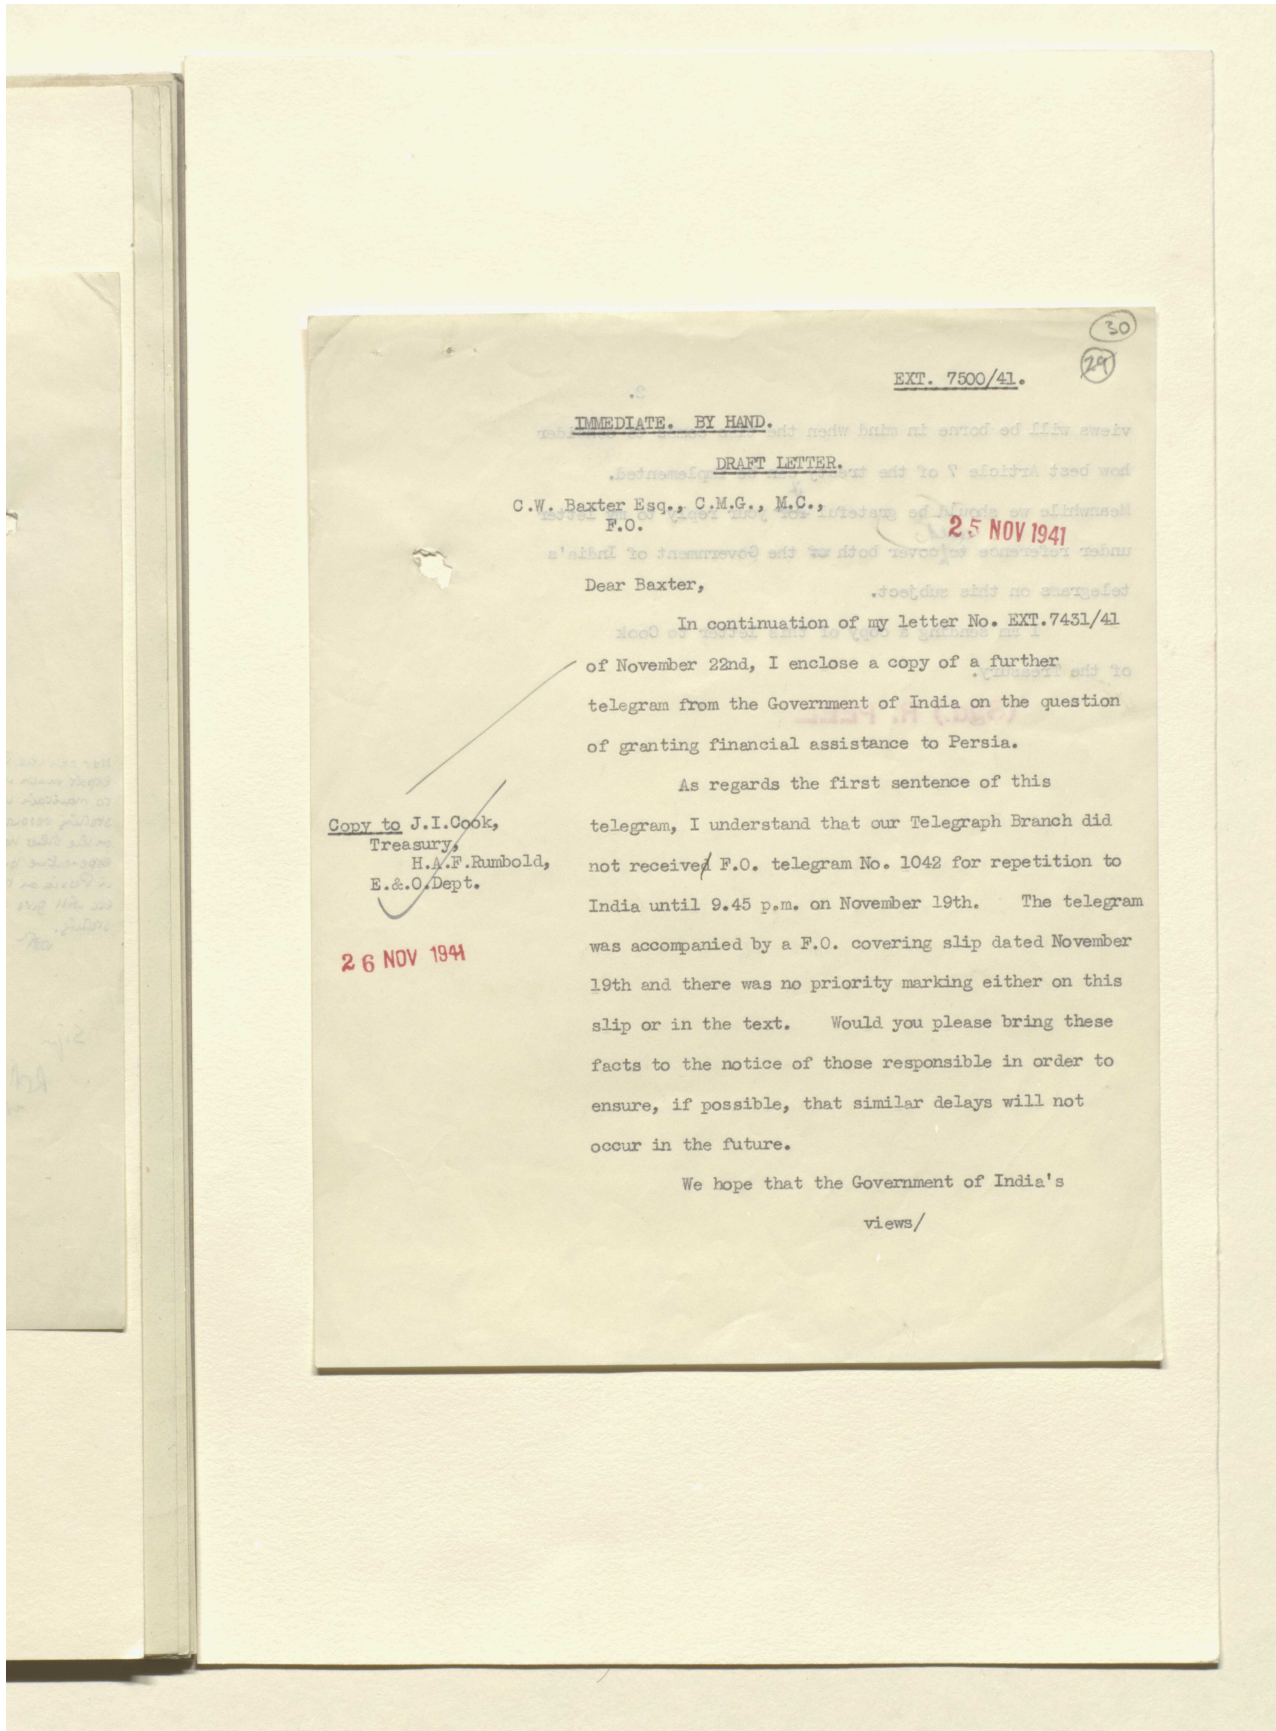 30
29
EXT. 7500/41.
IMMEDIATE. BY HAND.
DRAFT LETTER.
C.W. Baxter Esq., C.M.G., M.C.,
F.O.
25 NOV 1941
Dear Baxter,
In continuation of my letter No. EXT.7431/41
of November 22nd, I enclose a copy of a further
telegram from the Government of India on the question
of granting financial assistance to Persia.
As regards the first sentence of this
telegram, I understand that our Telegraph Branch did
not received F.O. telegram No. 1042 for repetition to
India until 9.45 p.m. on November 19th. The telegram
was accompanied by a F.O. covering slip dated November
19th and there was no priority marking either on this
slip or in the text. Would you please bring these
facts to the notice of those responsible in order to
ensure, if possible, that similar delays will not
occur in the future.
We hope that the Government of India's
views/
Copy to J.I.Cook,
Treasury,
H.A.F.Rumbold,
E.&.O.Dept.
26 NOV 1941